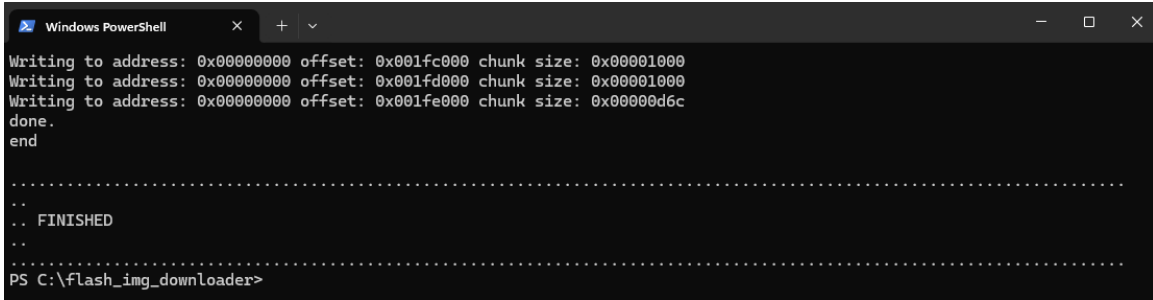 Windows PowerShell
Writing to address: 0x00000000 offset: 0x001fc000 chunk size: 0x00001000
Writing to address: 0x00000000 offset: 0x001fd000 chunk size: 0x00001000
Writing to address: 0x00000000 offset: 0x001fe000 chunk size: 0x00000d6c
done.
end
.......................................................................................................................
..
.. FINISHED
..
.......................................................................................................................
PS C:\flash_img_downloader>